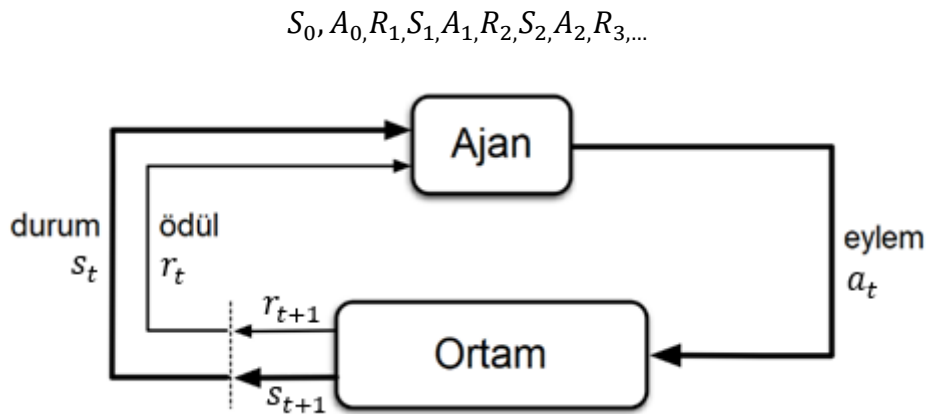 S₀, A₀,R₁,S₁,A₁,R₂,S₂,A₂,R₃,...
Ajan
durum
sₜ
ödül
rₜ
eylem
aₜ
rₜ₊₁
Ortam
sₜ₊₁